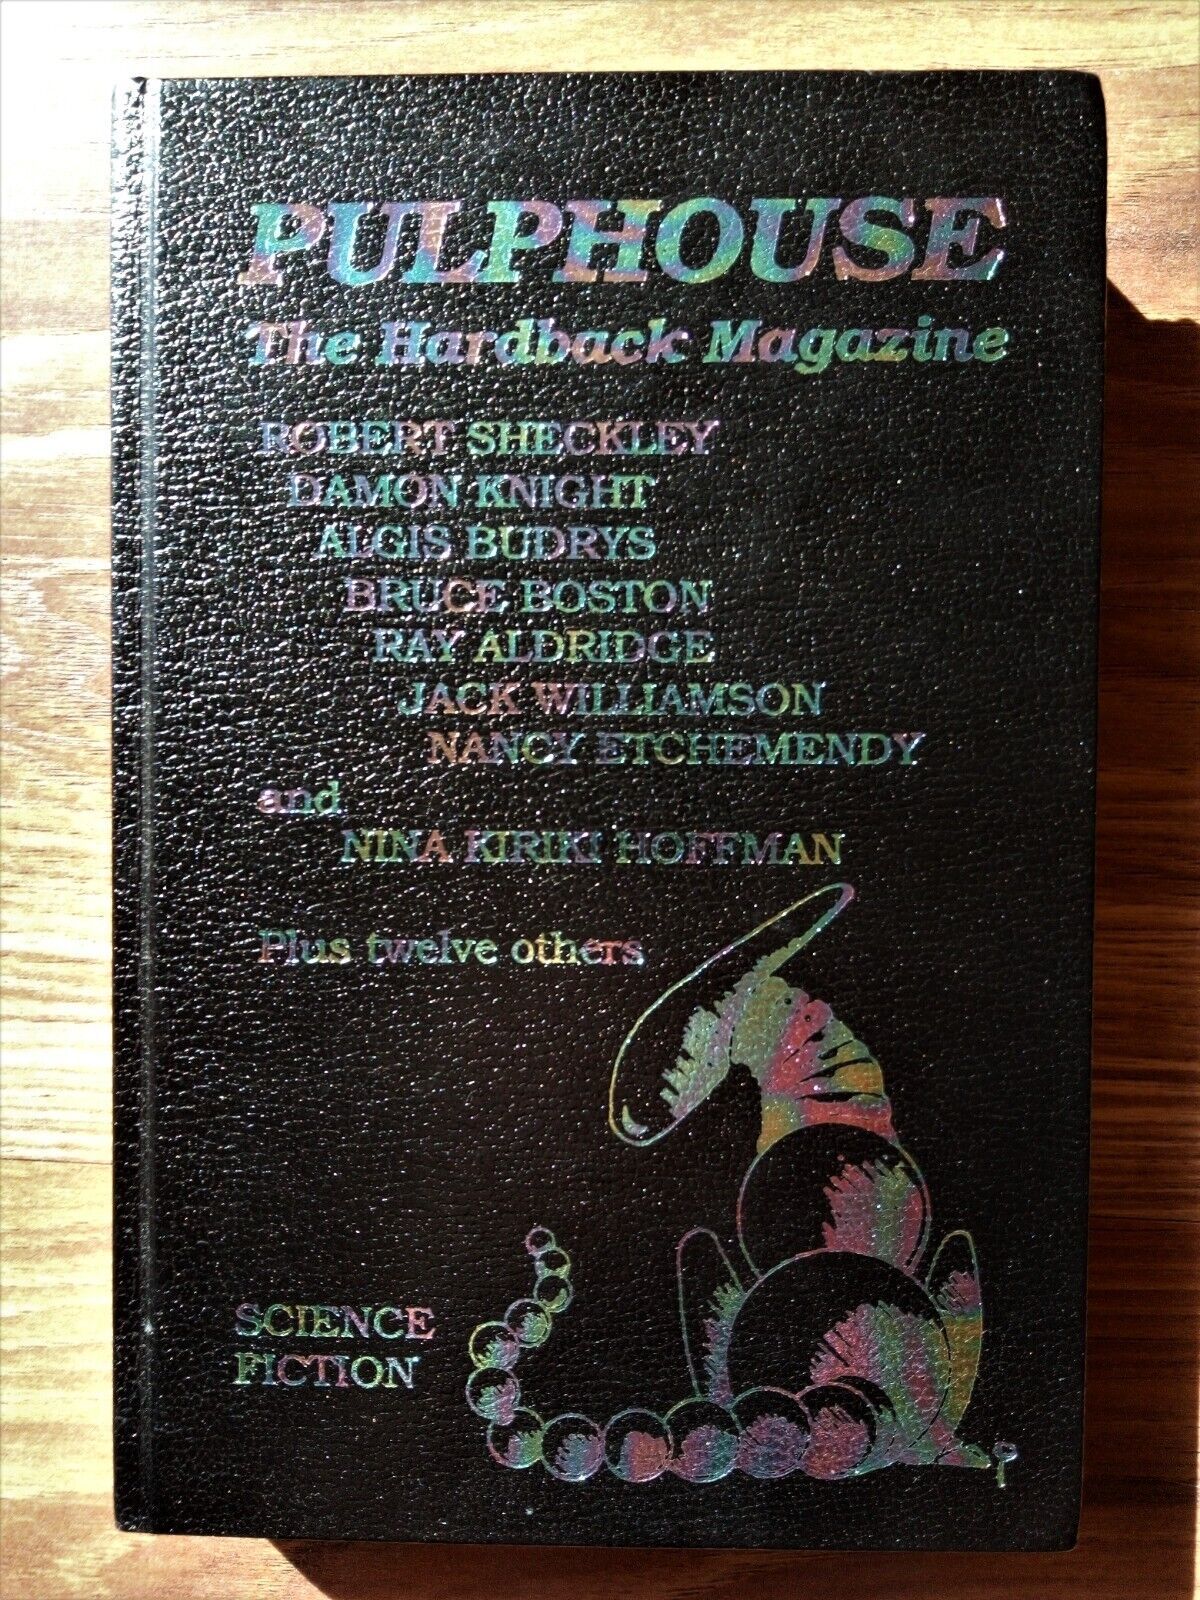 PULPHOUSE
The Hardback Magazine
ROBERT SHECKLEY
DAMON KNIGHT
ALGIS BUDRYS
BRUCE BOSTON
RAY ALDRIDGE
JACK WILLIAMSON
NANCY ETCHEMENDY
and
NINA KIRIKI HOFFMAN
Plus twelve others
SCIENCE
FICTION